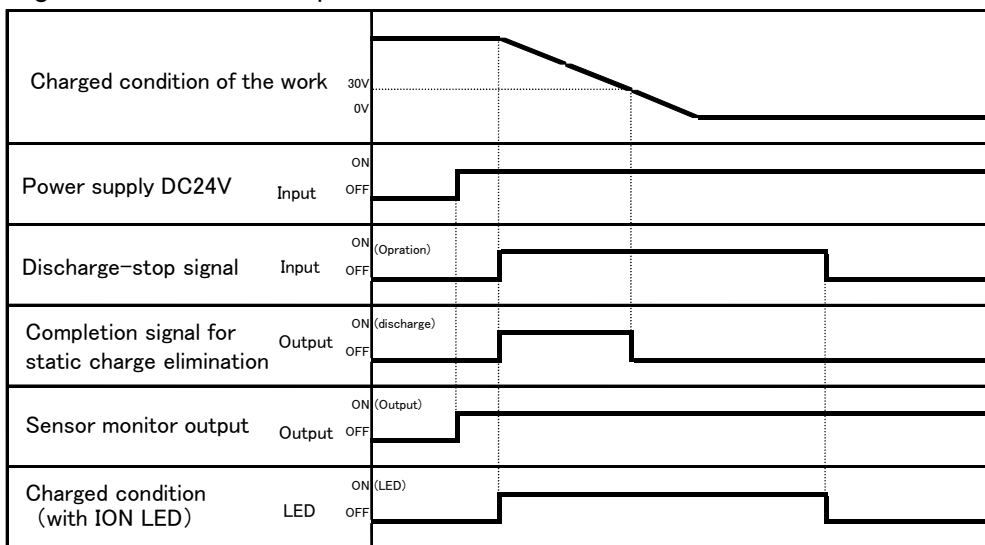 Charged condition of the work
30V
0V
Power supply DC24V Input
ON
OFF
Discharge-stop signal Input
ON (Opration)
OFF
Completion signal for
static charge elimination
Output
ON (discharge)
OFF
Sensor monitor output Output
ON (Output)
OFF
Charged condition
(with ION LED)
LED
ON (LED)
OFF